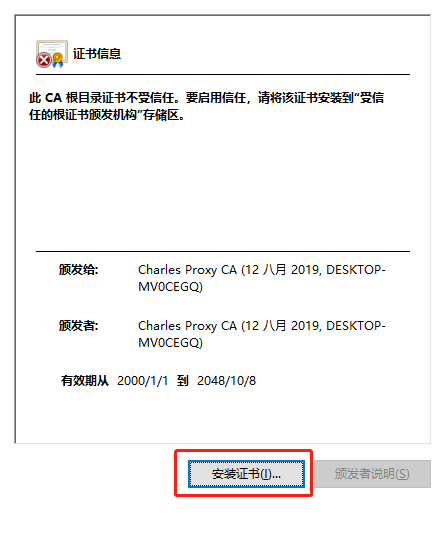 证书信息
此 CA 根目录证书不受信任。要启用信任，请将该证书安装到"受信
任的根证书颁发机构"存储区。
颁发给: Charles Proxy CA (12 八月 2019, DESKTOP-
MV0CEGQ)
颁发者: Charles Proxy CA (12 八月 2019, DESKTOP-
MV0CEGQ)
有效期从 2000/1/1 到 2048/10/8
安装证书(I)... 颁发者说明(S)